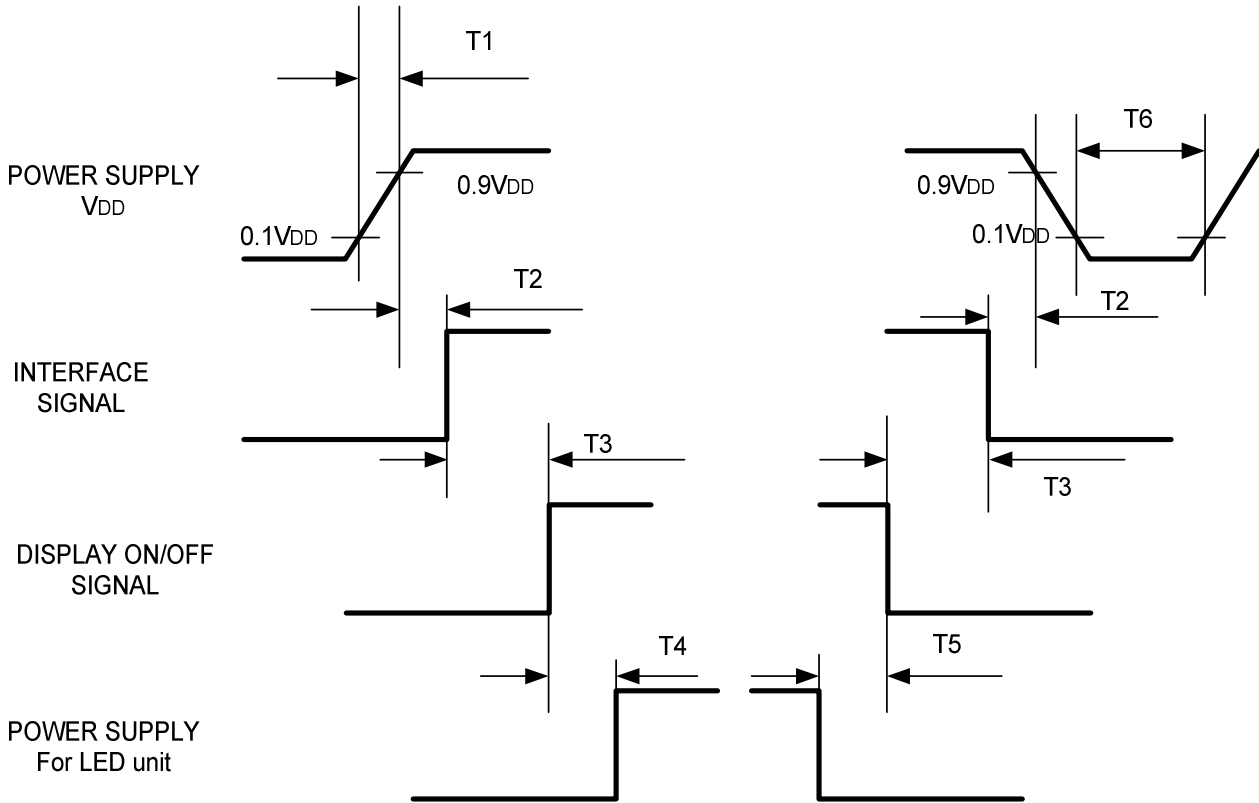 T1
T6
POWER SUPPLY
VDD
0.9VDD
0.9VDD
0.1VDD
0.1VDD
T2
T2
INTERFACE
SIGNAL
T3
T3
DISPLAY ON/OFF
SIGNAL
T4
T5
POWER SUPPLY
For LED unit